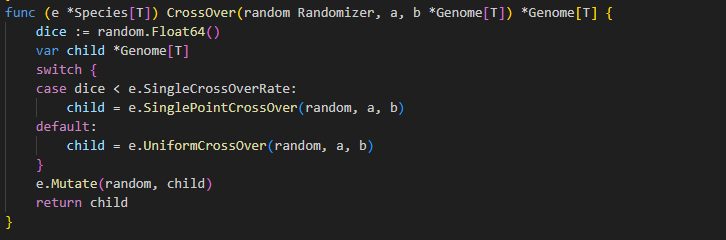 func (e *Species[T]) CrossOver(random Randomizer, a, b *Genome[T]) *Genome[T] {
    dice := random.Float64()
    var child *Genome[T]
    switch {
    case dice < e.SingleCrossOverRate:
        child = e.SinglePointCrossOver(random, a, b)
    default:
        child = e.UniformCrossOver(random, a, b)
    }
    e.Mutate(random, child)
    return child
}